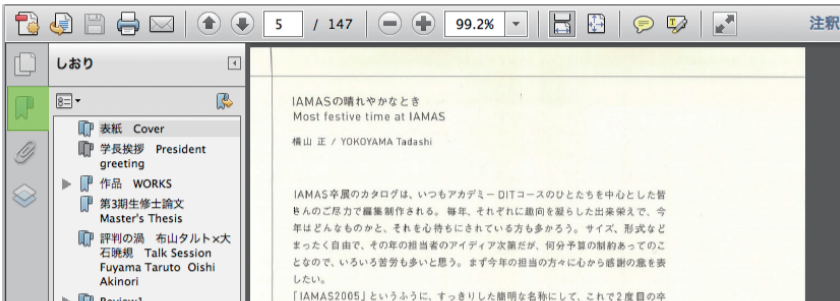 5 / 147
99.2%
注釈
しおり
表紙 Cover
学長挨拶 President
greeting
作品 WORKS
第3期生修士論文
Master's Thesis
評判の渦 布山タルト×大
石暁規 Talk Session
Fuyama Taruto Oishi
Akinori
Review1
IAMASの晴れやかなとき
Most festive time at IAMAS
横山 正 / YOKOYAMA Tadashi
IAMAS卒展のカタログは、いつもアカデミーDITコースのひとたちを中心とした皆
さんのご尽力で編集制作される。 毎年、それぞれに趣向を凝らした出来栄えで、今
年はどんなものかと、それを心待ちにされている方も多かろう。サイズ、形式など
まったく自由で、その年の担当者のアイディア次第だが、何分予算の制約あってのこ
となので、いろいろ苦労も多いと思う。まず今年の担当の方々に心から感謝の意を表
したい。
「IAMAS2005」というふうに、すっきりした簡明な名称にして、これで2度目の卒